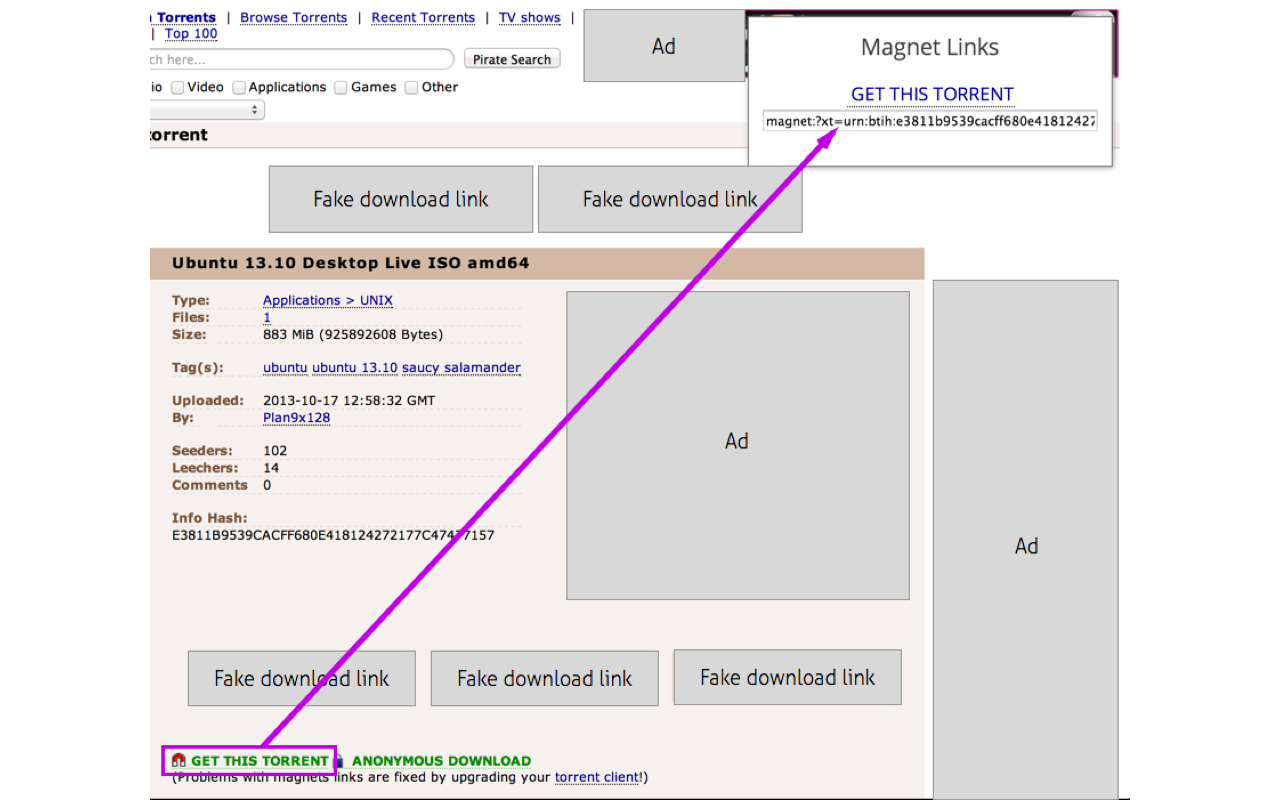 Torrents | Browse Torrents | Recent Torrents | TV shows |
| Top 100
ch here... Pirate Search
io Video Applications Games Other
torrent
Ad
Magnet Links
GET THIS TORRENT
magnet:?xt=urn:btih:e3811b9539cacff680e41812427
Fake download link Fake download link
Ubuntu 13.10 Desktop Live ISO amd64
Type: Applications > UNIX
Files: 1
Size: 883 MiB (925892608 Bytes)
Tag(s): ubuntu ubuntu 13.10 saucy salamander
Uploaded: 2013-10-17 12:58:32 GMT
By: Plan9x128
Seeders: 102
Leechers: 14
Comments 0
Info Hash:
E3811B9539CACFF680E418124272177C47477157
Ad
Ad
Fake download link Fake download link Fake download link
GET THIS TORRENT ANONYMOUS DOWNLOAD
(Problems with magnets links are fixed by upgrading your torrent client!)